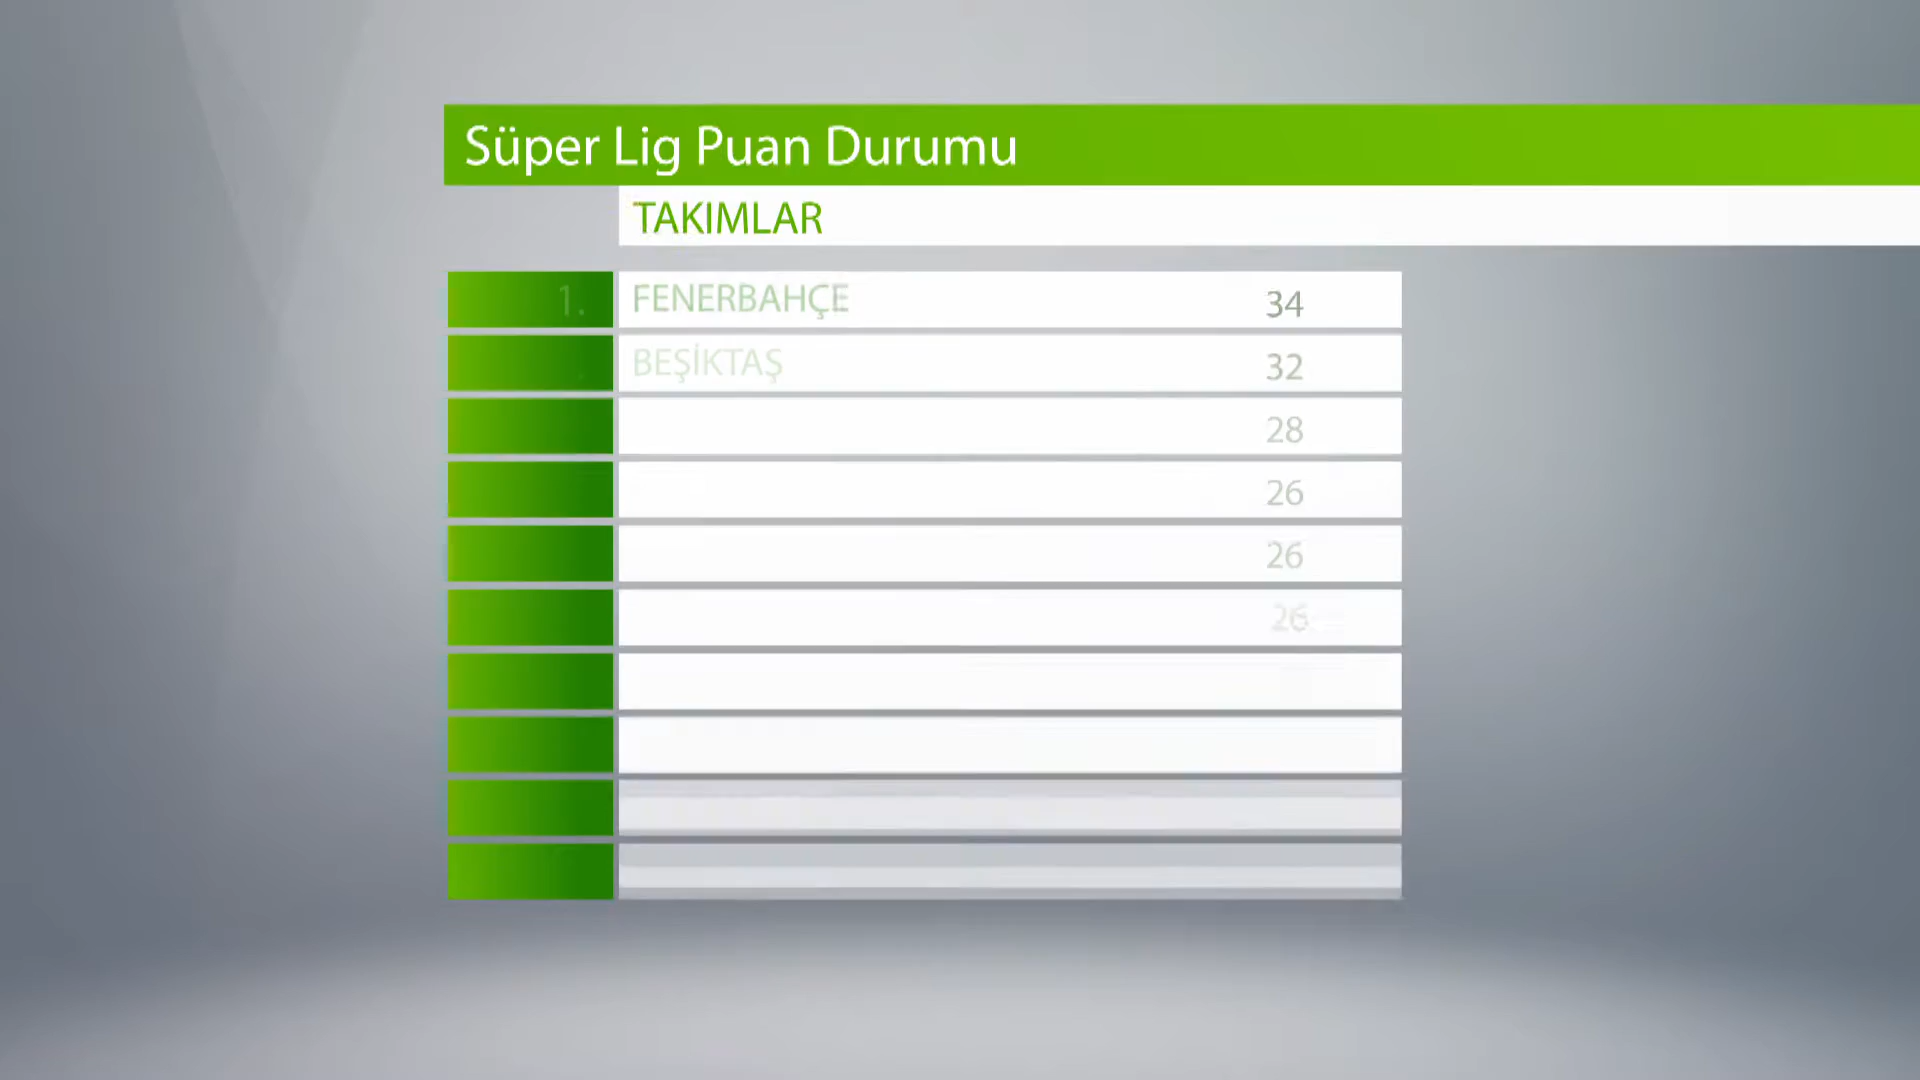 Süper Lig Puan Durumu
TAKIMLAR
1. FENERBAHÇE 34
BEŞİKTAŞ 32
28
26
26
26